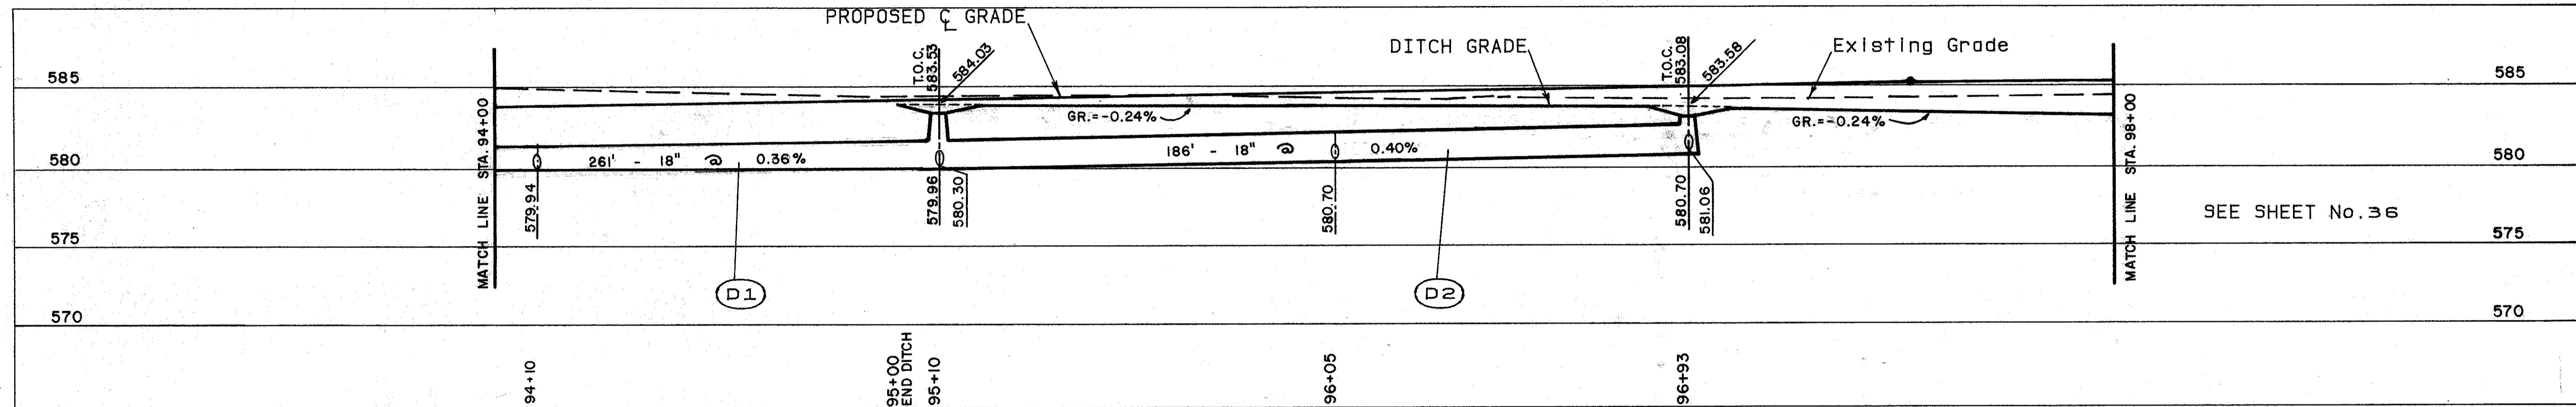 PROPOSED ℄ GRADE
DITCH GRADE
Existing Grade
T.O.C.
583.53
584.03
T.O.C.
583.08
583.58
585
585
GR.=-0.24%
GR.=-0.24%
580
261' - 18" @ 0.36%
186' - 18" @ 0.40%
580
MATCH LINE STA. 94+00
579.94
579.96
580.30
580.70
580.70
581.06
MATCH LINE STA. 98+00
SEE SHEET No.36
575
575
D1
D2
570
570
94+10
95+00
END DITCH
95+10
96+05
96+93